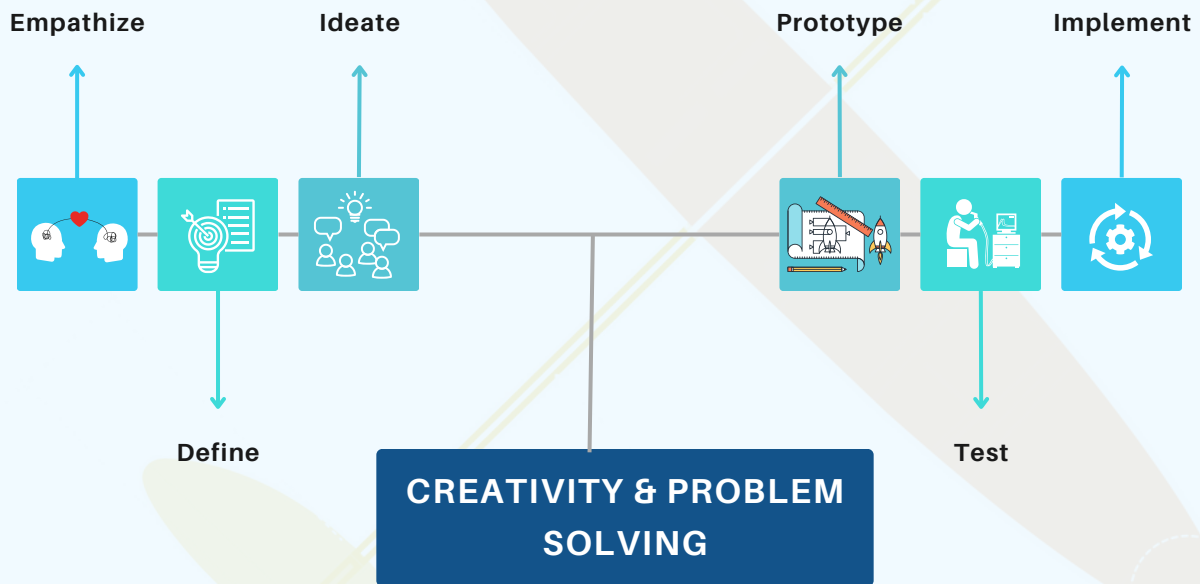 Empathize
Ideate
Prototype
Implement
Define
Test
CREATIVITY & PROBLEM
SOLVING